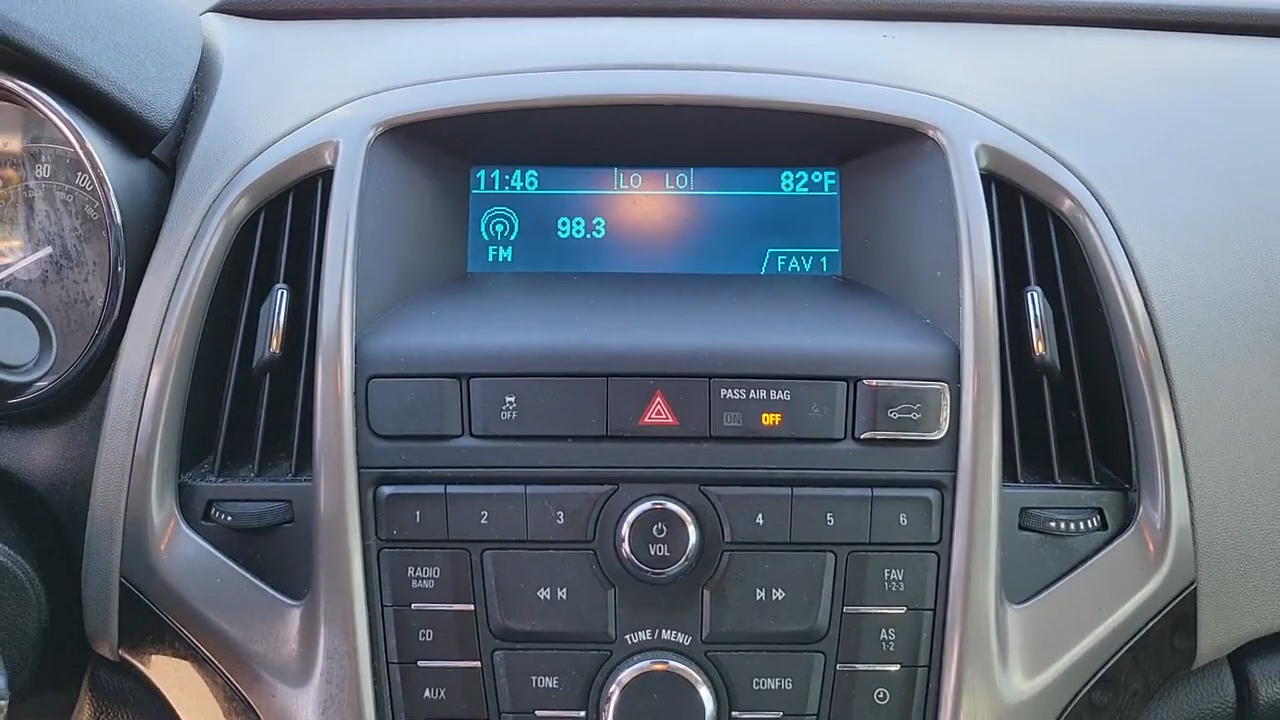 80
100
11:46 LO LO 82°F
98.3
FM
FAV 1
OFF
PASS AIR BAG
ON OFF
1 2 3 4 5 6
VOL
RADIO
BAND
FAV
1-2-3
TUNE / MENU
CD
AS
1-2
TONE
CONFIG
AUX